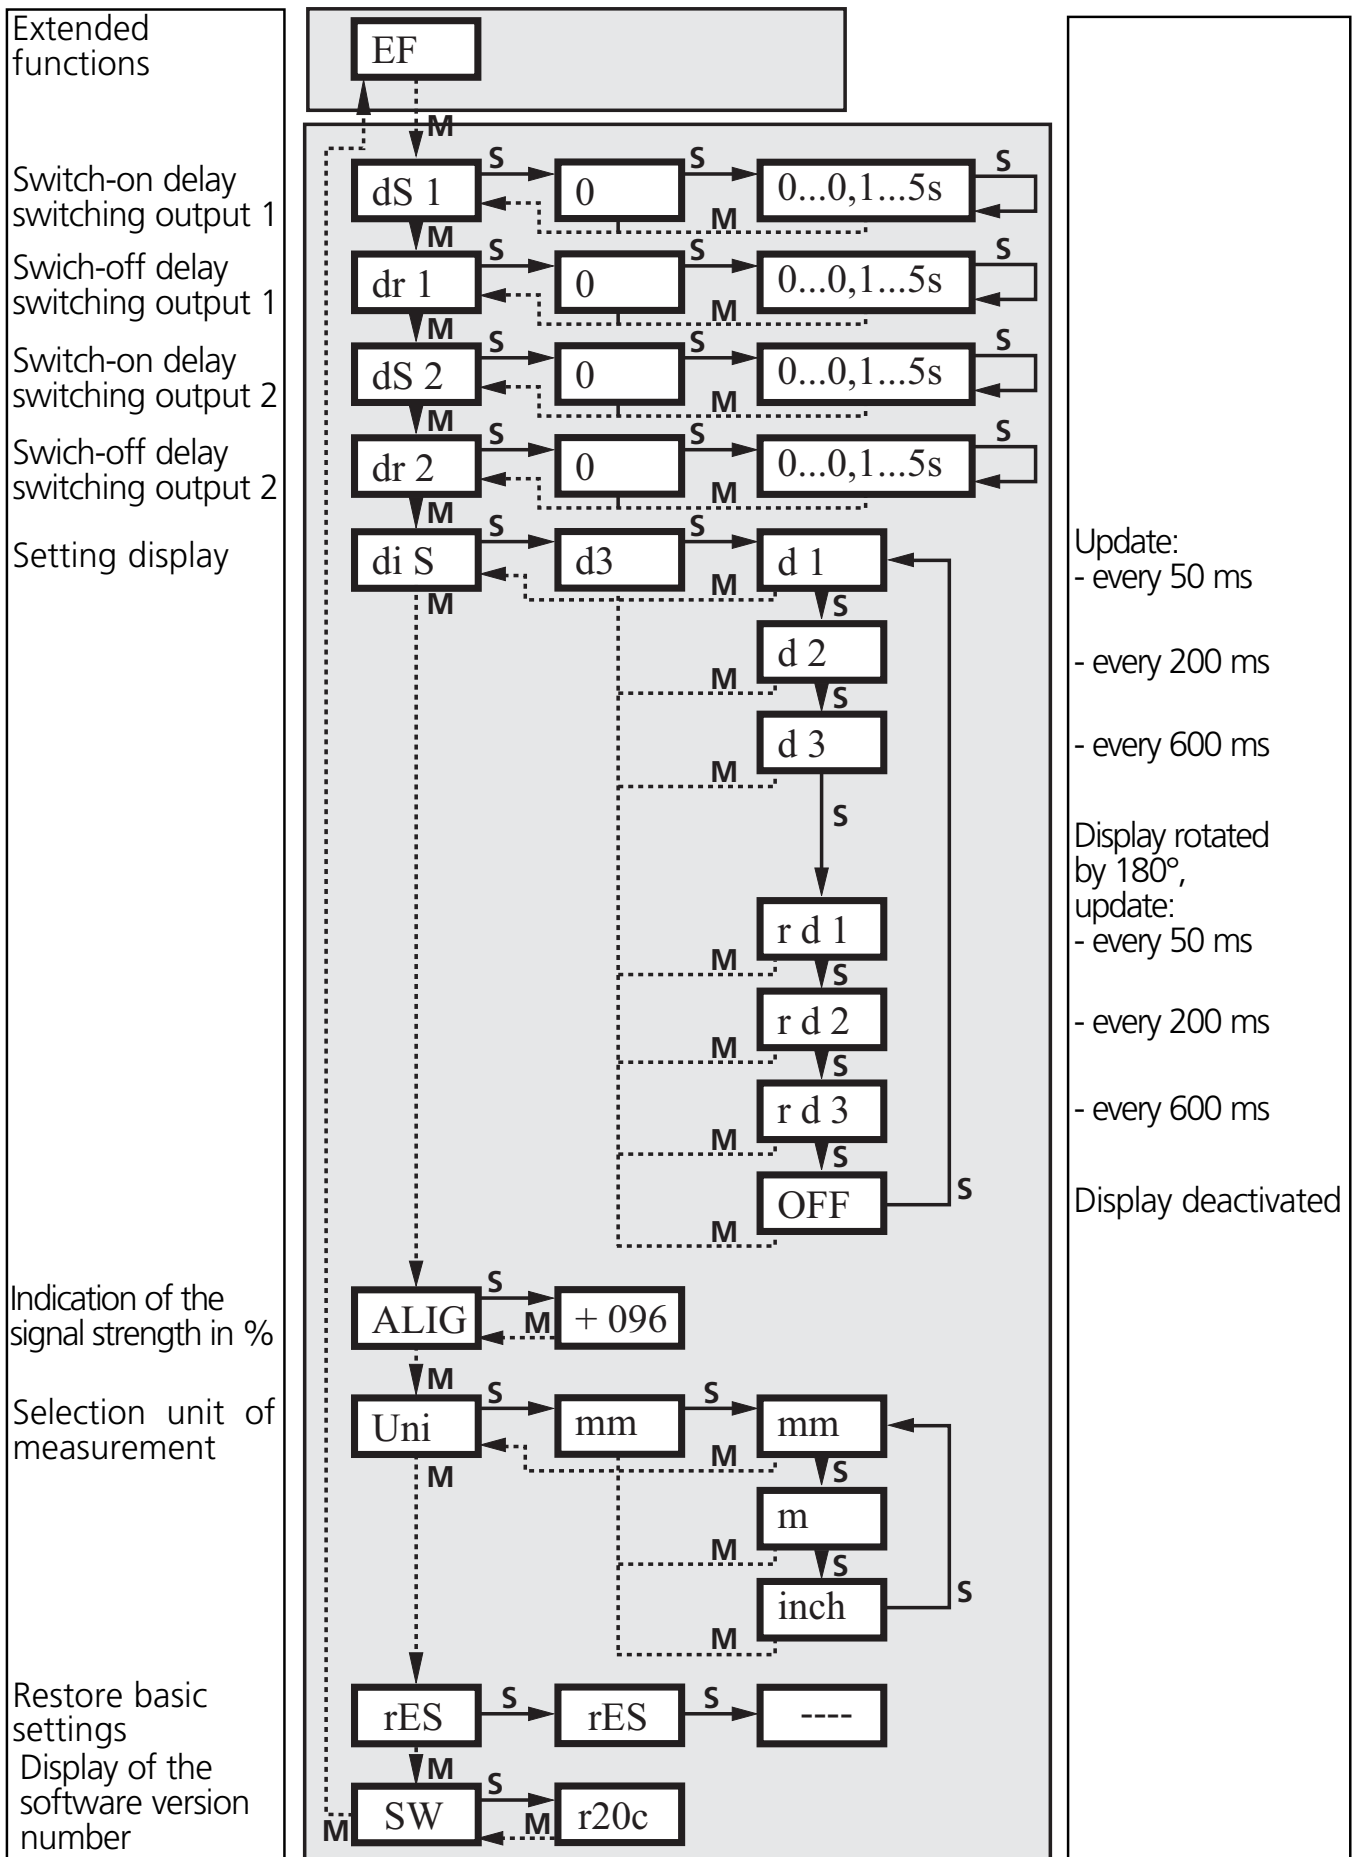 Extended
functions
EF
M
Switch-on delay
switching output 1
dS 1
S
0
S
0...0,1...5s
S
M
M
Swich-off delay
switching output 1
dr 1
S
0
S
0...0,1...5s
S
M
M
Switch-on delay
switching output 2
dS 2
S
0
S
0...0,1...5s
S
M
M
Swich-off delay
switching output 2
dr 2
S
0
S
0...0,1...5s
S
M
M
Setting display
di S
S
d3
S
d 1
M
M
S
Update:
- every 50 ms
d 2
M
S
- every 200 ms
d 3
M
S
- every 600 ms
Display rotated
by 180°,
update:
- every 50 ms
r d 1
M
S
r d 2
M
S
- every 200 ms
r d 3
M
S
- every 600 ms
OFF
M
S
Display deactivated
Indication of the
signal strength in %
ALIG
S
M
+ 096
M
Selection unit of
measurement
Uni
S
mm
S
mm
M
M
S
m
M
S
inch
M
S
Restore basic
settings
rES
S
rES
S
----
M
Display of the
software version
number
SW
S
M
r20c
M